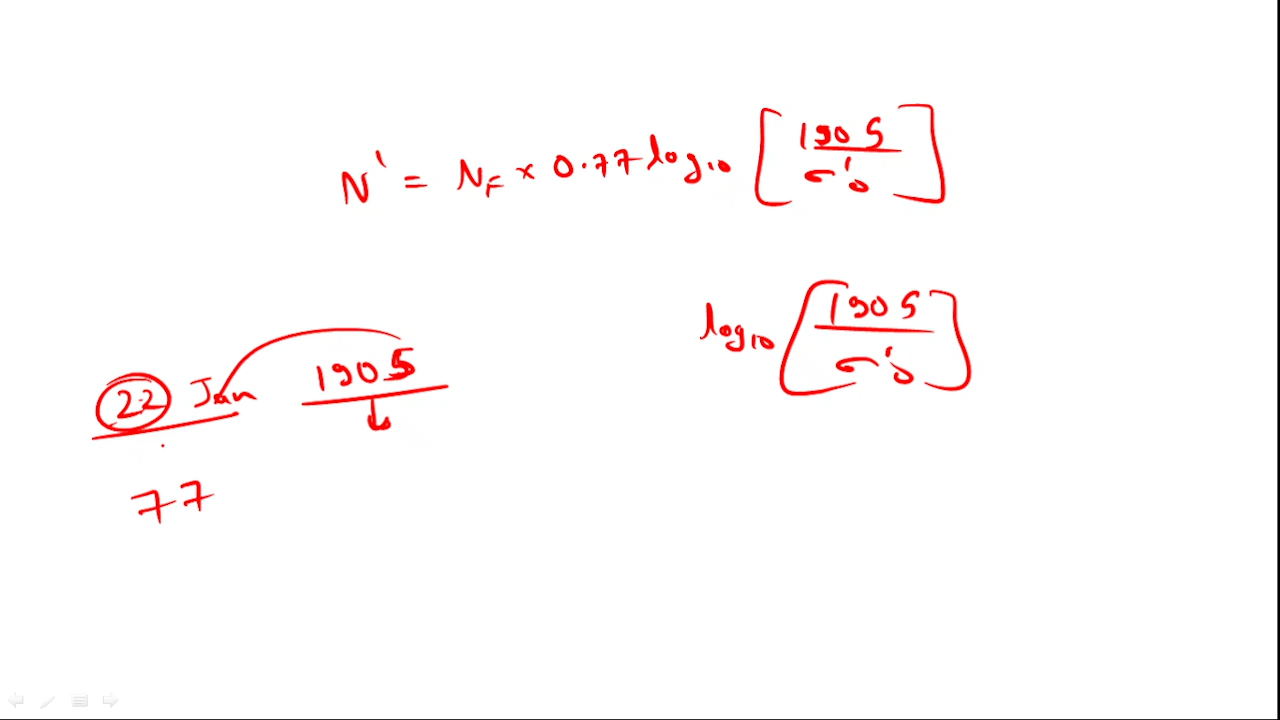 N' = N_F × 0.77 log₁₀ [1905 / σ'₀]
log₁₀ [1905 / σ'₀]
22 Jan 1905
77